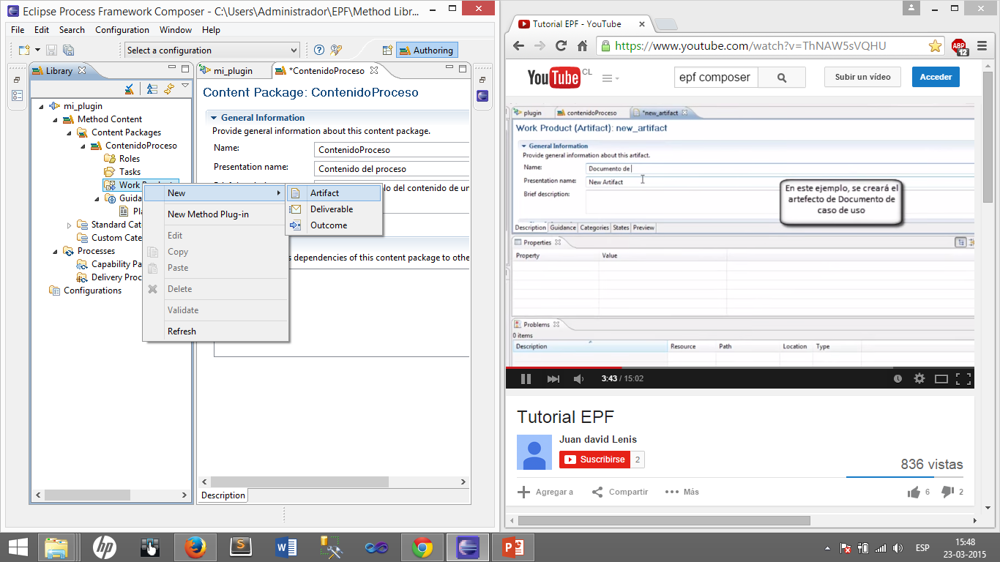 Eclipse Process Framework Composer - C:\Users\Administrador\EPF\Method Libr...
File Edit Search Configuration Window Help
Select a configuration
Authoring
Library
mi_plugin
Method Content
Content Packages
ContenidoProceso
Roles
Tasks
Work Produ
Guida
Pla
Standard Cate
Custom Cate
Processes
Capability Pa
Delivery Proc
Configurations
New
New Method Plug-in
Edit
Copy
Paste
Delete
Validate
Refresh
Artifact
Deliverable
Outcome
mi_plugin
*ContenidoProceso
Content Package: ContenidoProceso
General Information
Provide general information about this content package.
Name:
ContenidoProceso
Presentation name:
Contenido del proceso
lo del contenido de un
s dependencies of this content package to othe
Description
Tutorial EPF - YouTube
https://www.youtube.com/watch?v=ThNAW5sVQHU
ABP
12
YouTube CL
epf composer
Subir un vídeo
Acceder
plugin
contenidoProceso
*new_artifact
Work Product (Artifact): new_artifact
General Information
Provide general information about this artifact.
Name:
Documento de
Presentation name:
New Artifact
Brief description:
En este ejemplo, se creará el
artefecto de Documento de
caso de uso
Description Guidance Categories States Preview
Properties
Property Value
Problems
0 items
Description Resource Path Location Type
3:43 / 15:02
Tutorial EPF
Juan david Lenis
Suscribirse 2
836 vistas
Agregar a Compartir Más
6 2
hp
S
W
P
ESP
15:48
23-03-2015